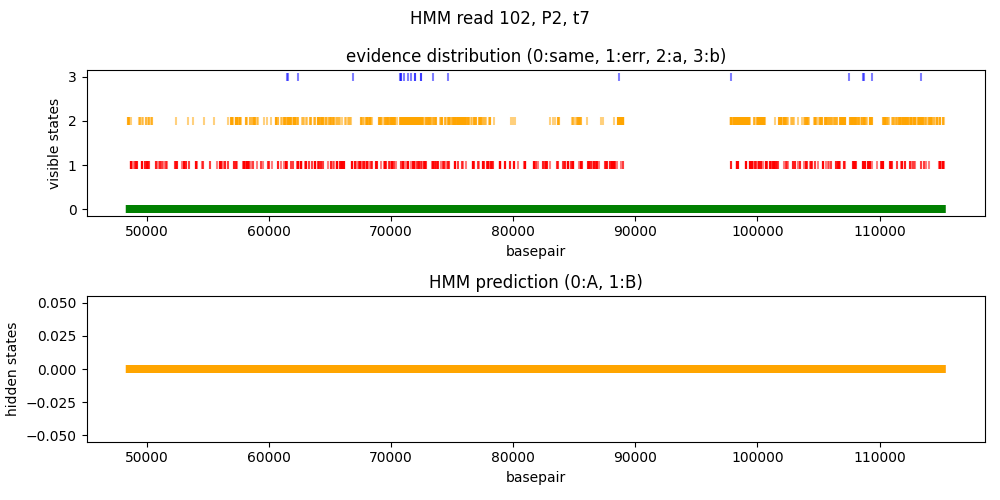 HMM read 102, P2, t7
evidence distribution (0:same, 1:err, 2:a, 3:b)
visible states
3
2
1
0
50000 60000 70000 80000 90000 100000 110000
basepair
HMM prediction (0:A, 1:B)
hidden states
0.050
0.025
0.000
−0.025
−0.050
50000 60000 70000 80000 90000 100000 110000
basepair